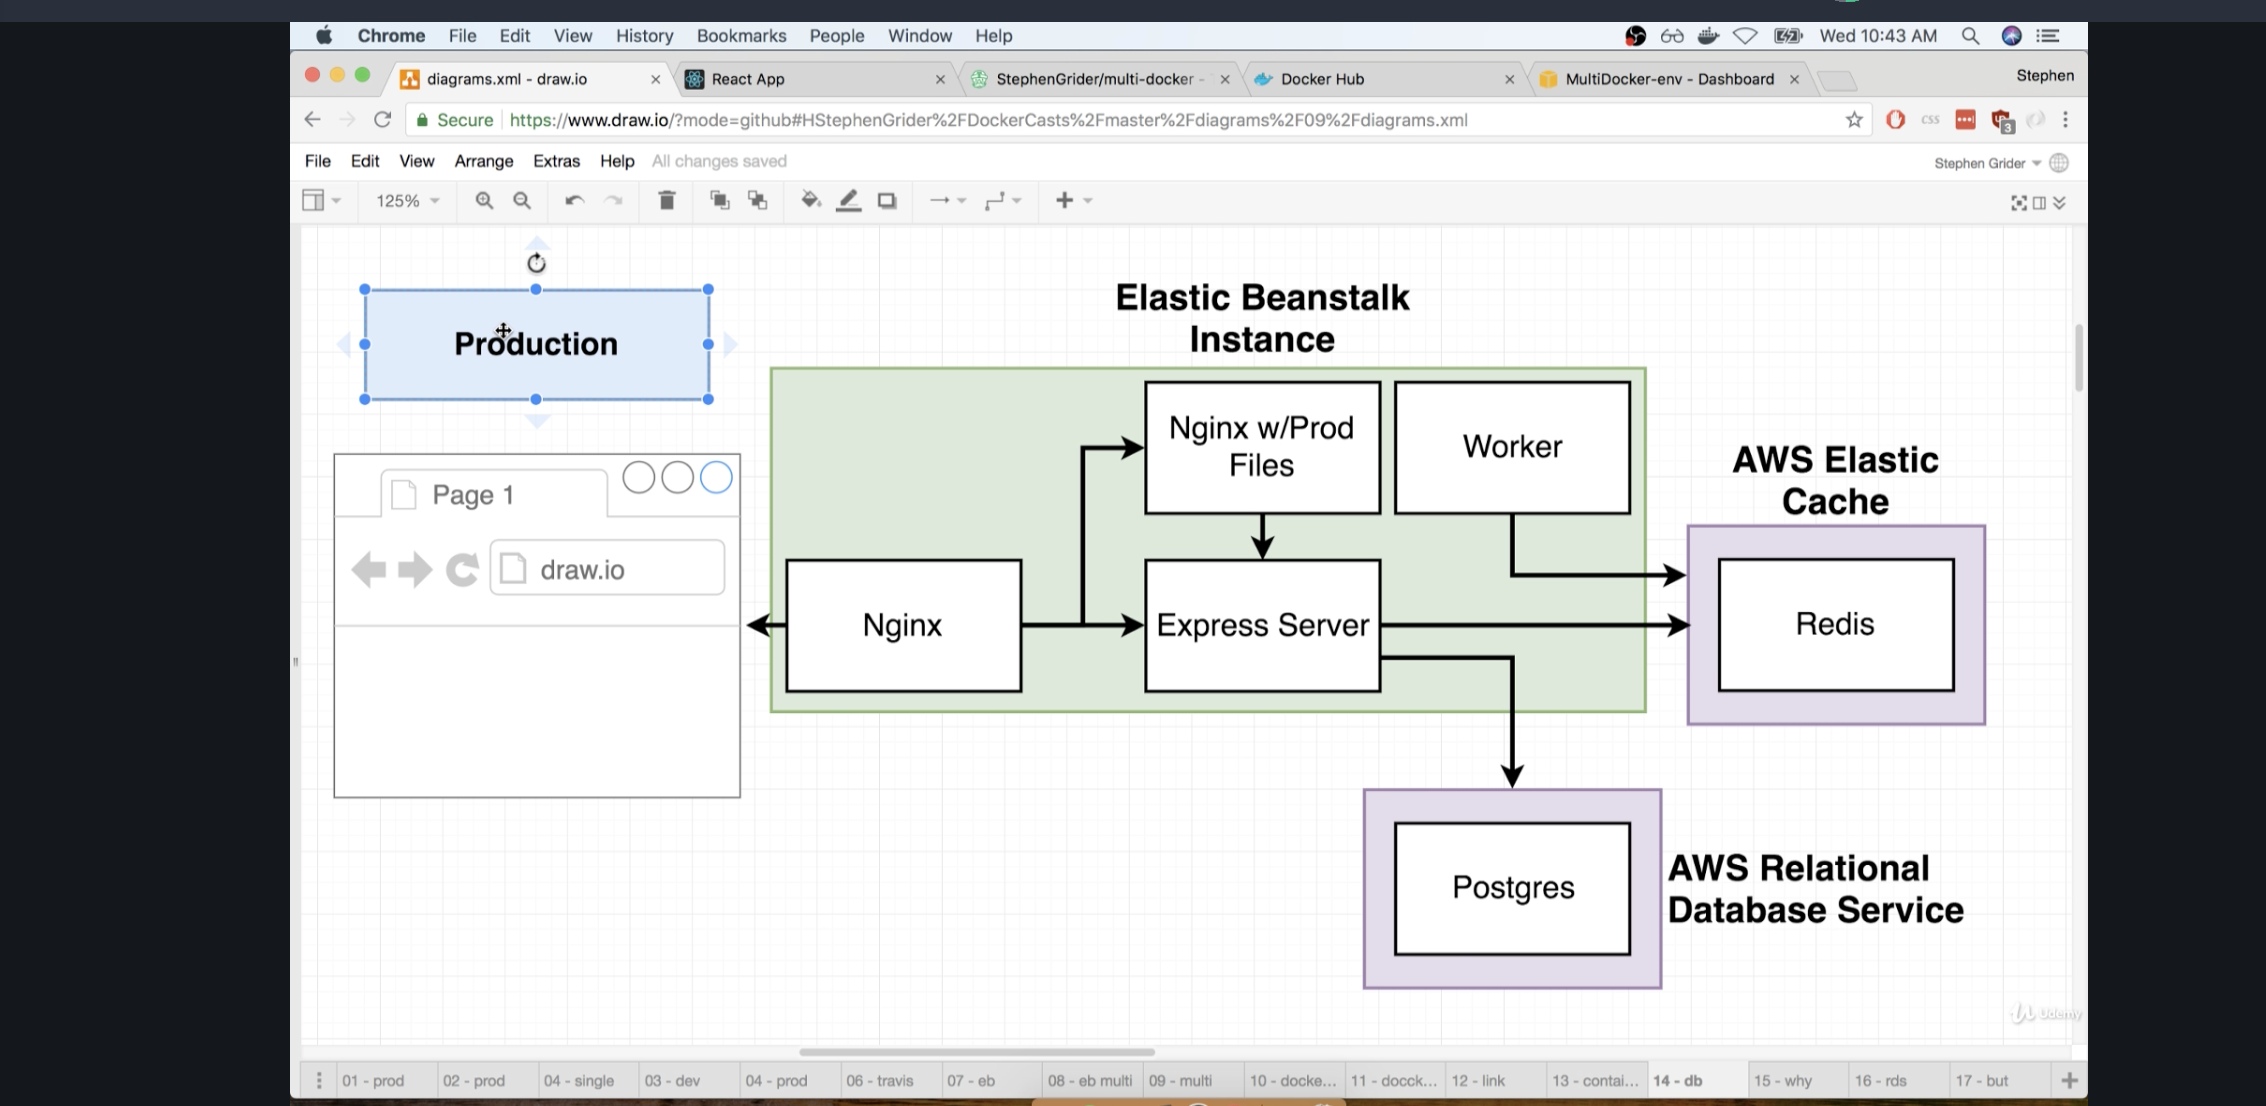 Chrome File Edit View History Bookmarks People Window Help Wed 10:43 AM
diagrams.xml - draw.io React App StephenGrider/multi-docker - Docker Hub MultiDocker-env - Dashboard Stephen
Secure https://www.draw.io/?mode=github#HStephenGrider%2FDockerCasts%2Fmaster%2Fdiagrams%2F09%2Fdiagrams.xml css 3
File Edit View Arrange Extras Help All changes saved Stephen Grider
125%
Elastic Beanstalk
Instance
Production
Nginx w/Prod
Files
Worker
AWS Elastic
Cache
Page 1
draw.io
Nginx
Express Server
Redis
Postgres
AWS Relational
Database Service
Udemy
01 - prod 02 - prod 04 - single 03 - dev 04 - prod 06 - travis 07 - eb 08 - eb multi 09 - multi 10 - docke... 11 - docck... 12 - link 13 - contai... 14 - db 15 - why 16 - rds 17 - but